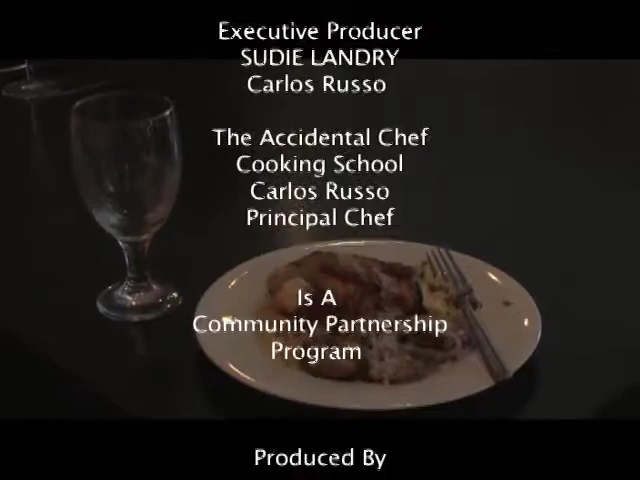 Executive Producer
SUDIE LANDRY
Carlos Russo
The Accidental Chef
Cooking School
Carlos Russo
Principal Chef
Is A
Community Partnership
Program
Produced By